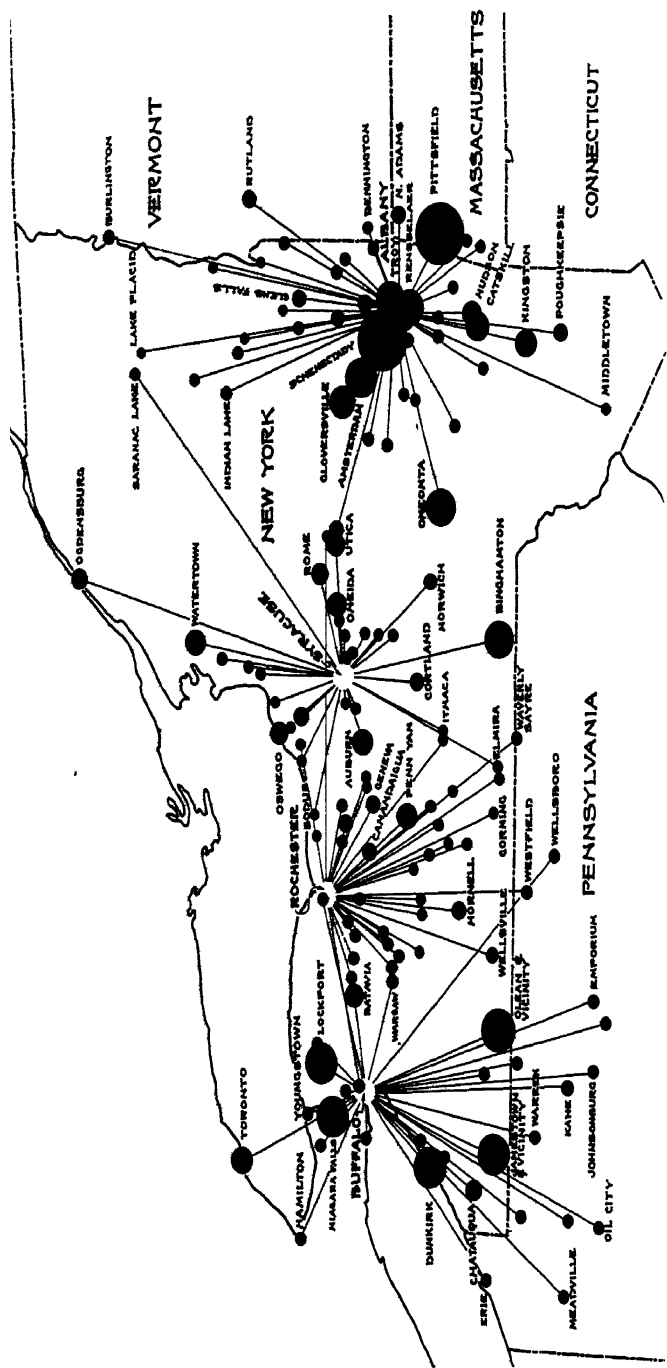 OGDENSBURG
BURLINGTON
LAKE PLACID
SARANAC LAKE
VERMONT
WATERTOWN
INDIAN LAKE
GLENS FALLS
RUTLAND
TORONTO
NEW YORK
OSWEGO
SYRACUSE
SCHENECTADY
HAMILTON
YOUNGSTOWN
ROCHESTER
SODUS
ROME
GLOVERSVILLE
NIAGARA FALLS
LOCKPORT
AUBURN
ONEIDA
UTICA
AMSTERDAM
ALBANY
BENNINGTON
BUFFALO
BATAVIA
CANANDAIGUA
GENEVA
TROY
N. ADAMS
WARSAW
PENN YAN
CORTLAND
RENSSELAER
ITHACA
NORWICH
ONEONTA
PITTSFIELD
DUNKIRK
HORNELL
MASSACHUSETTS
CHATAUQUA
HUDSON
CATSKILL
ERIE
WELLSVILLE
CORNING
ELMIRA
BINGHAMTON
JAMESTOWN
& VICINITY
OLEAN &
VICINITY
WAVERLY
SAYRE
KINGSTON
WARREN
WESTFIELD
POUGHKEEPSIE
MEADVILLE
KANE
WELLSBORO
JOHNSONBURG
EMPORIUM
PENNSYLVANIA
CONNECTICUT
OIL CITY
MIDDLETOWN